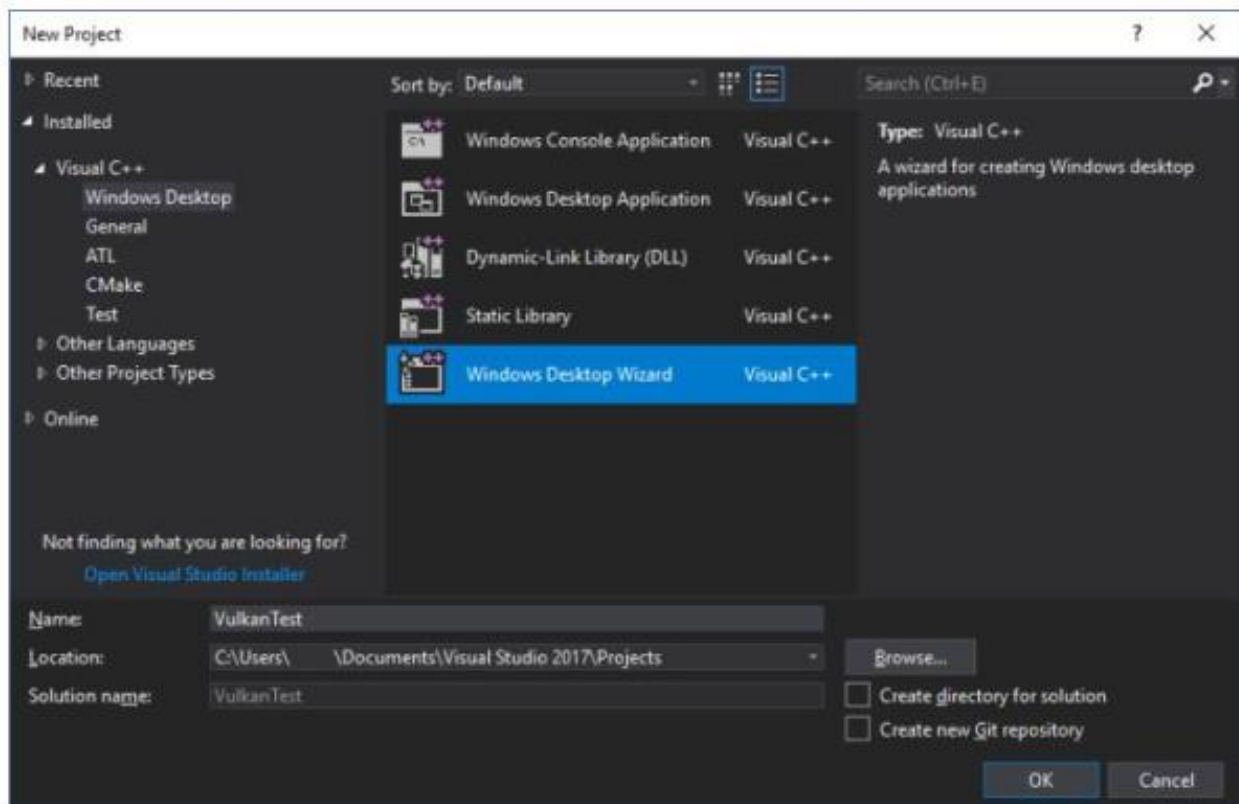 New Project
?
Recent
Installed
Visual C++
Windows Desktop
General
ATL
CMake
Test
Other Languages
Other Project Types
Online
Not finding what you are looking for?
Open Visual Studio Installer
Sort by: Default
Windows Console Application Visual C++
Windows Desktop Application Visual C++
Dynamic-Link Library (DLL) Visual C++
Static Library Visual C++
Windows Desktop Wizard Visual C++
Search (Ctrl+E)
Type: Visual C++
A wizard for creating Windows desktop
applications
Name: VulkanTest
Location: C:\Users\ \Documents\Visual Studio 2017\Projects
Browse...
Solution name: VulkanTest
Create directory for solution
Create new Git repository
OK Cancel